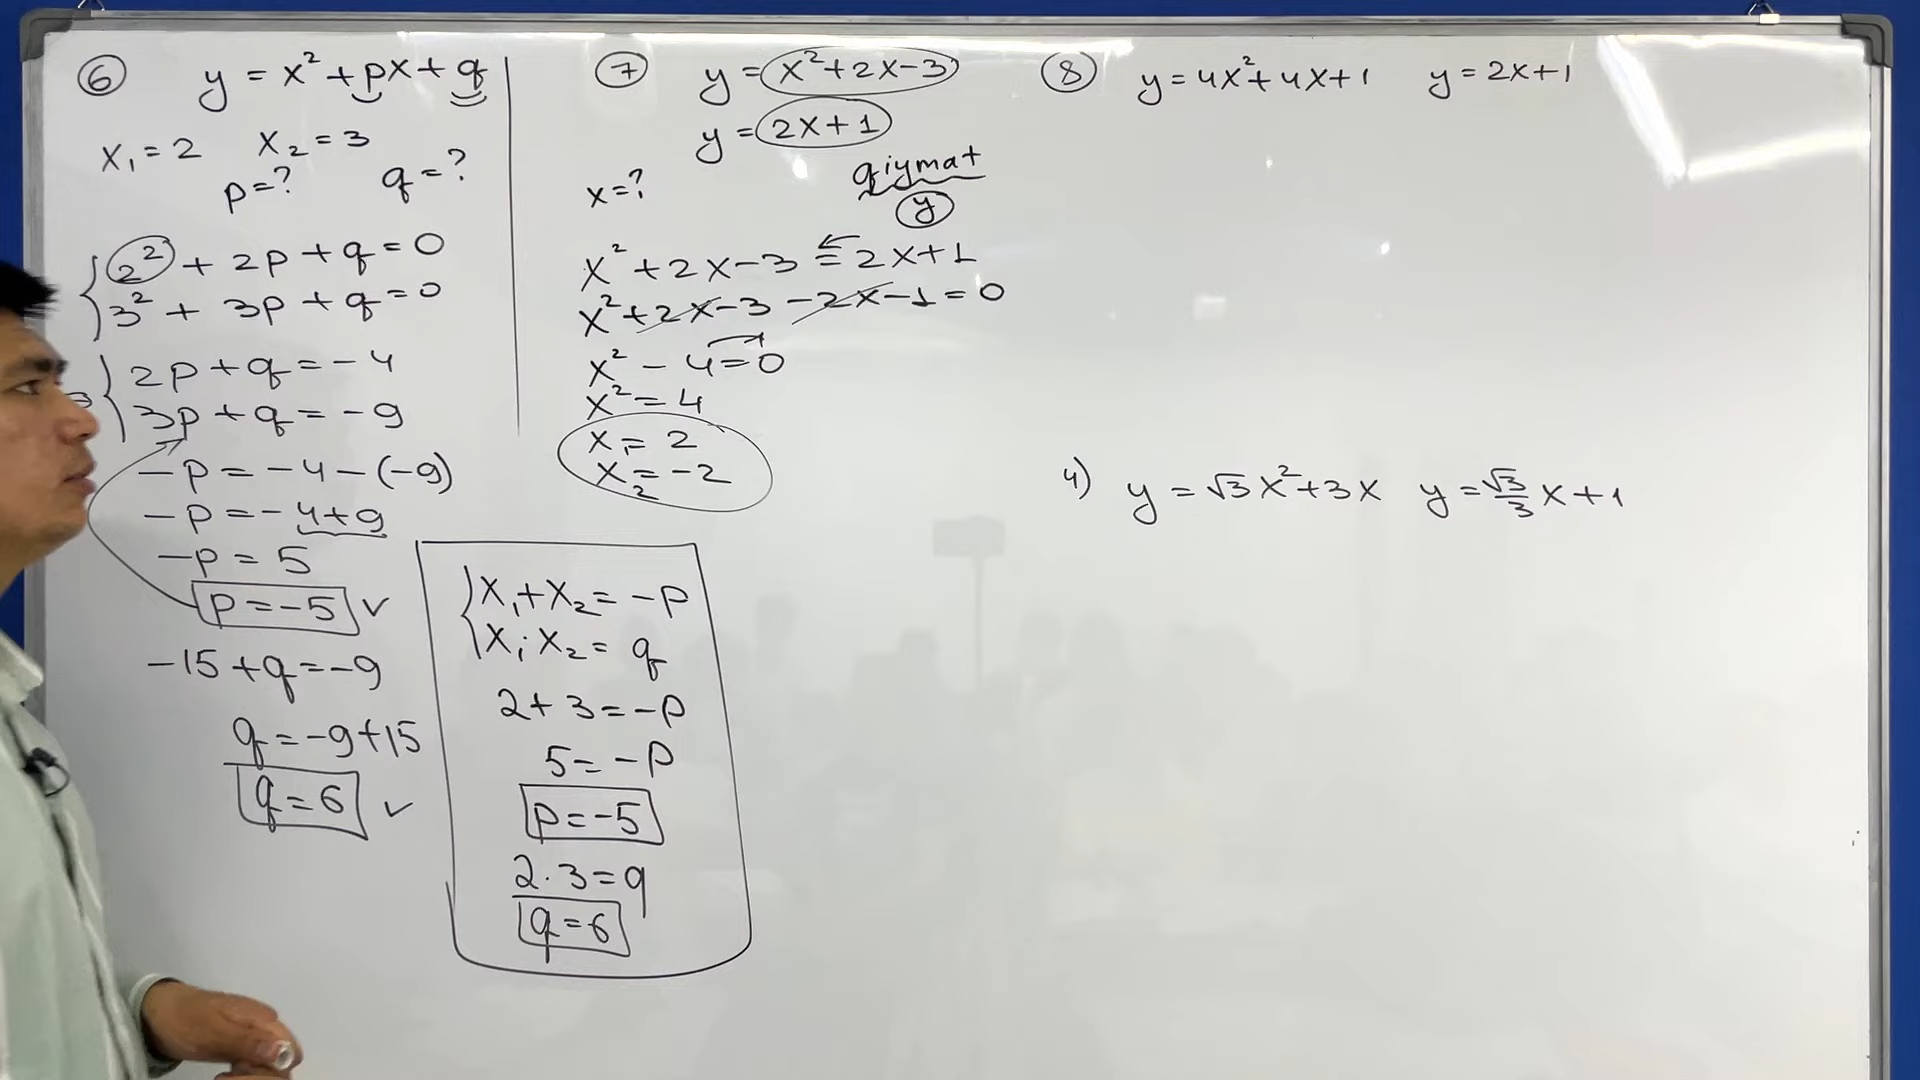 ⑥ y = x² + px + q
x₁ = 2 x₂ = 3
p = ? q = ?
2² + 2p + q = 0
3² + 3p + q = 0
2p + q = - 4
3p + q = - 9
- p = - 4 - (-9)
- p = - 4 + 9
- p = 5
p = - 5 ✓
- 15 + q = - 9
q = - 9 + 15
q = 6 ✓
x₁ + x₂ = - p
x₁ · x₂ = q
2 + 3 = - p
5 = - p
p = - 5
2 · 3 = q
q = 6
⑦ y = x² + 2x - 3
y = 2x + 1
qiymat
x = ? y
x² + 2x - 3 = 2x + 1
x² + 2x - 3 - 2x - 1 = 0
x² - 4 = 0
x² = 4
x₁ = 2
x₂ = - 2
⑧ y = 4x² + 4x + 1 y = 2x + 1
4) y = √3x² + 3x y = √3/3 x + 1